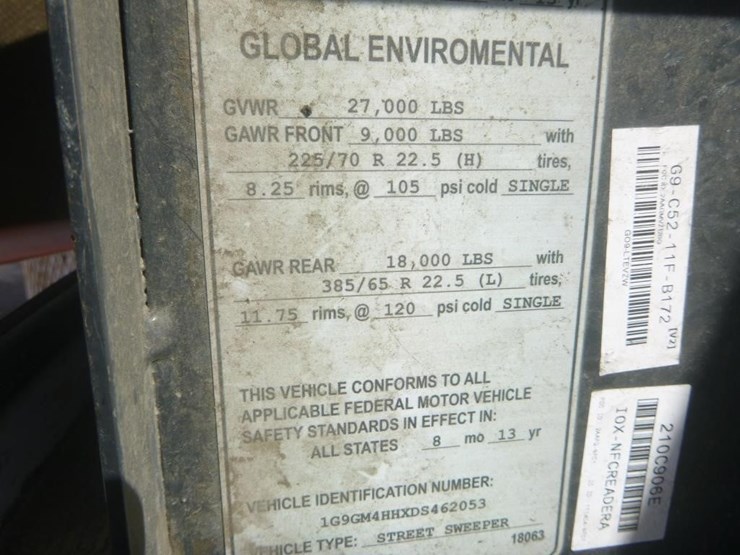 GLOBAL ENVIROMENTAL
GVWR 27,000 LBS
GAWR FRONT 9,000 LBS with
225/70 R 22.5 (H) tires,
8.25 rims, @ 105 psi cold SINGLE
GAWR REAR 18,000 LBS with
385/65 R 22.5 (L) tires,
11.75 rims, @ 120 psi cold SINGLE
THIS VEHICLE CONFORMS TO ALL
APPLICABLE FEDERAL MOTOR VEHICLE
SAFETY STANDARDS IN EFFECT IN:
ALL STATES 8 mo 13 yr
VEHICLE IDENTIFICATION NUMBER:
1G9GM4HHXDS462053
VEHICLE TYPE: STREET SWEEPER
18063
G9-C52-11F-B172 [V2]
GO9LTEVZW
210C906E
IOX-NFCREADERA